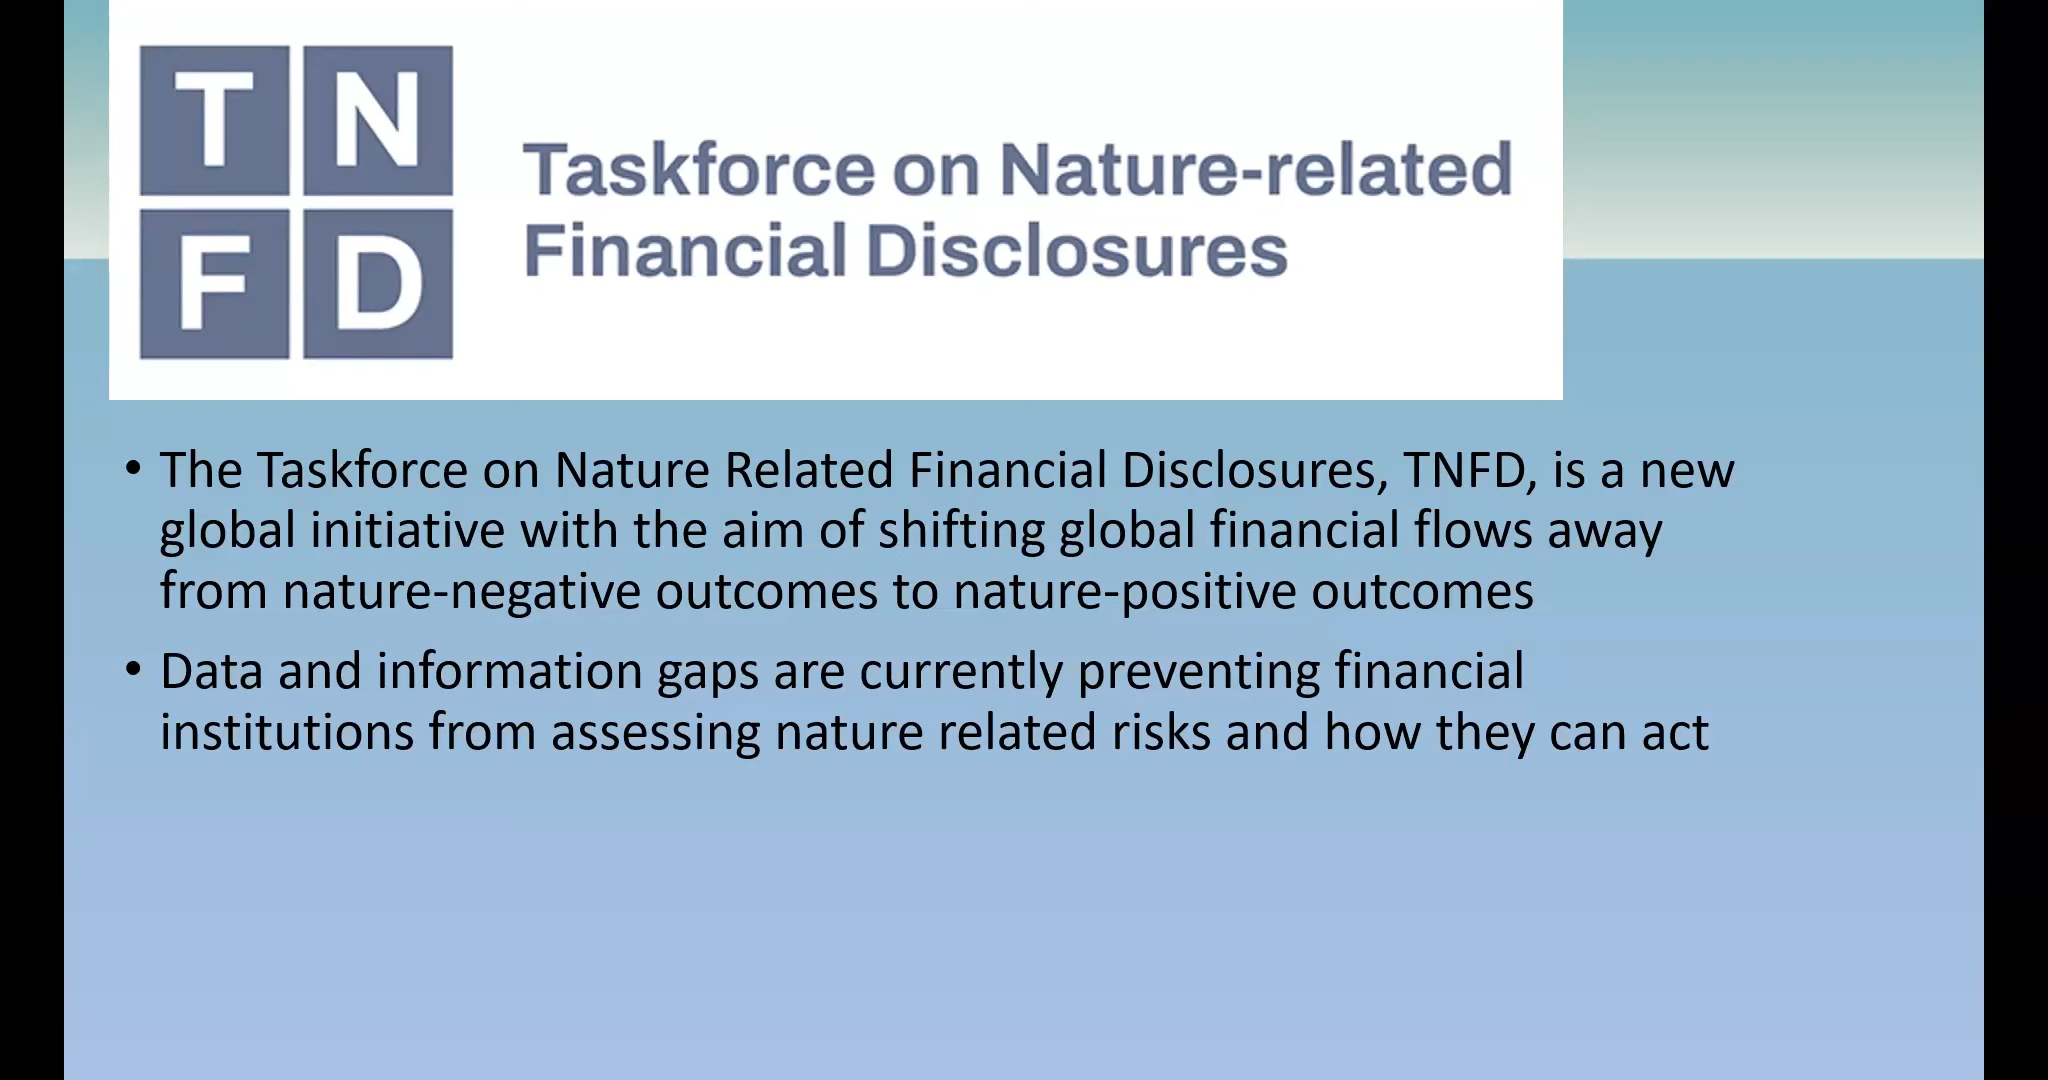 T N
F D
Taskforce on Nature-related
Financial Disclosures
• The Taskforce on Nature Related Financial Disclosures, TNFD, is a new
global initiative with the aim of shifting global financial flows away
from nature-negative outcomes to nature-positive outcomes
• Data and information gaps are currently preventing financial
institutions from assessing nature related risks and how they can act